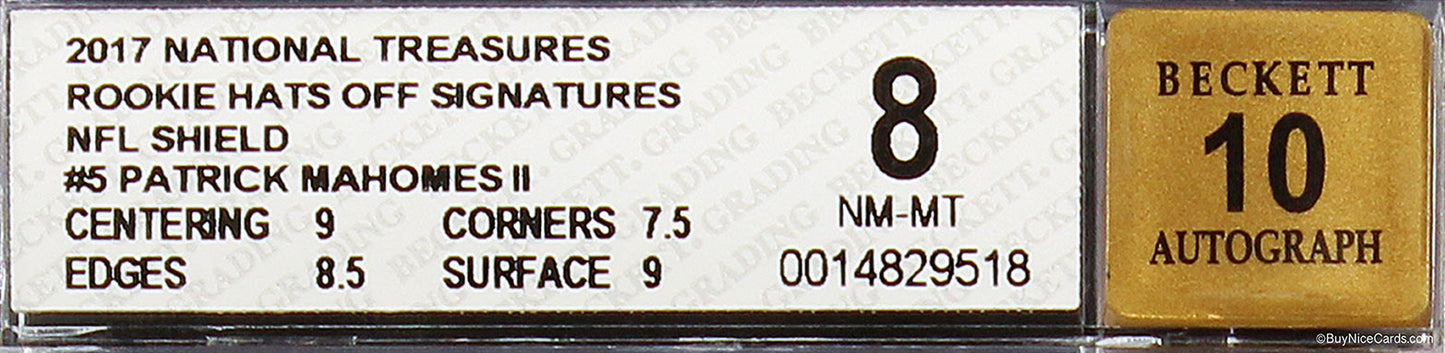 2017 NATIONAL TREASURES
ROOKIE HATS OFF SIGNATURES
NFL SHIELD
#5 PATRICK MAHOMES II
CENTERING 9 CORNERS 7.5
EDGES 8.5 SURFACE 9
8
NM-MT
0014829518
BECKETT
10
AUTOGRAPH
©BuyNiceCards.com